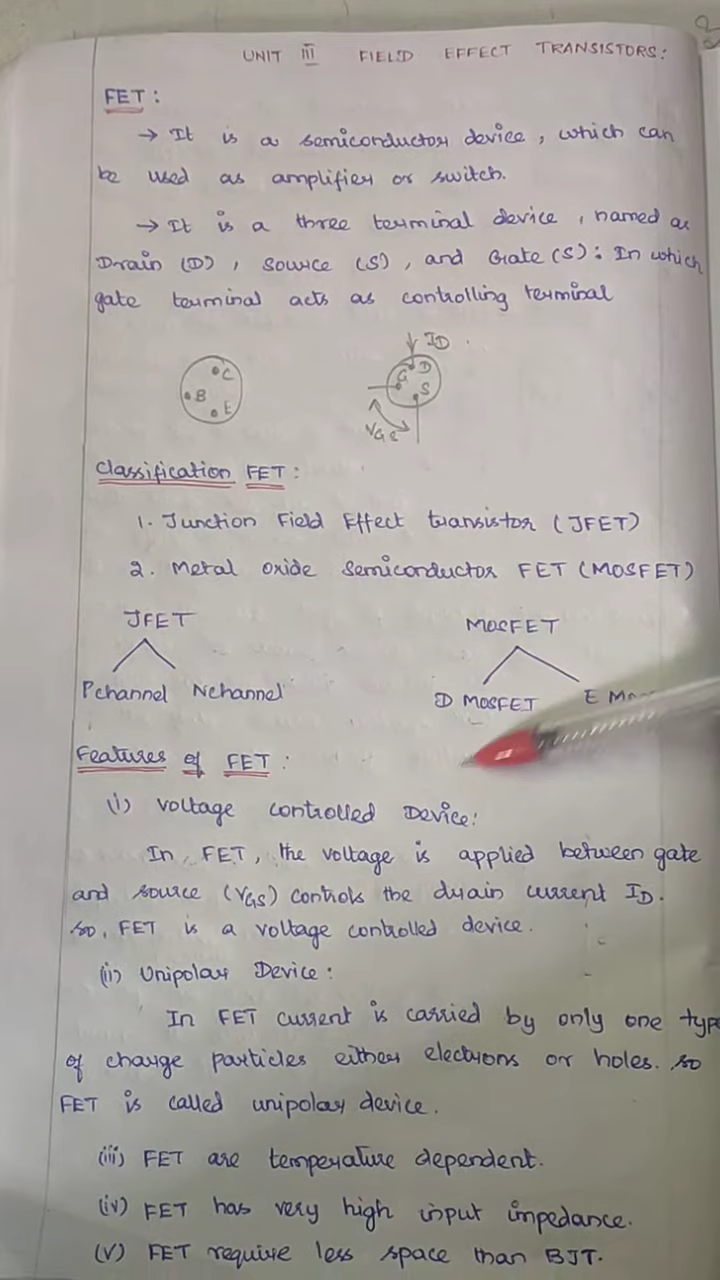 UNIT III FIELD EFFECT TRANSISTORS:
FET:
→ It is a semiconductor device, which can
be used as amplifier or switch.
→ It is a three terminal device, named as
Drain (D), source (S), and Gate (S): In which
gate terminal acts as controlling terminal
C
B
E
ID
D
G
S
VGS
Classification FET:
1. Junction Field Effect transistor (JFET)
2. Metal Oxide Semiconductor FET (MOSFET)
JFET MOSFET
Pchannel Nchannel D MOSFET E
Features of FET:
(i) Voltage controlled Device:
In, FET, the voltage is applied between gate
and source (VGS) controls the drain current ID.
so, FET is a voltage controlled device.
(ii) Unipolar Device:
In FET current is carried by only one type
of charge particles either electrons or holes. so
FET is called unipolar device.
(iii) FET are temperature dependent.
(iv) FET has very high input impedance.
(V) FET require less space than BJT.